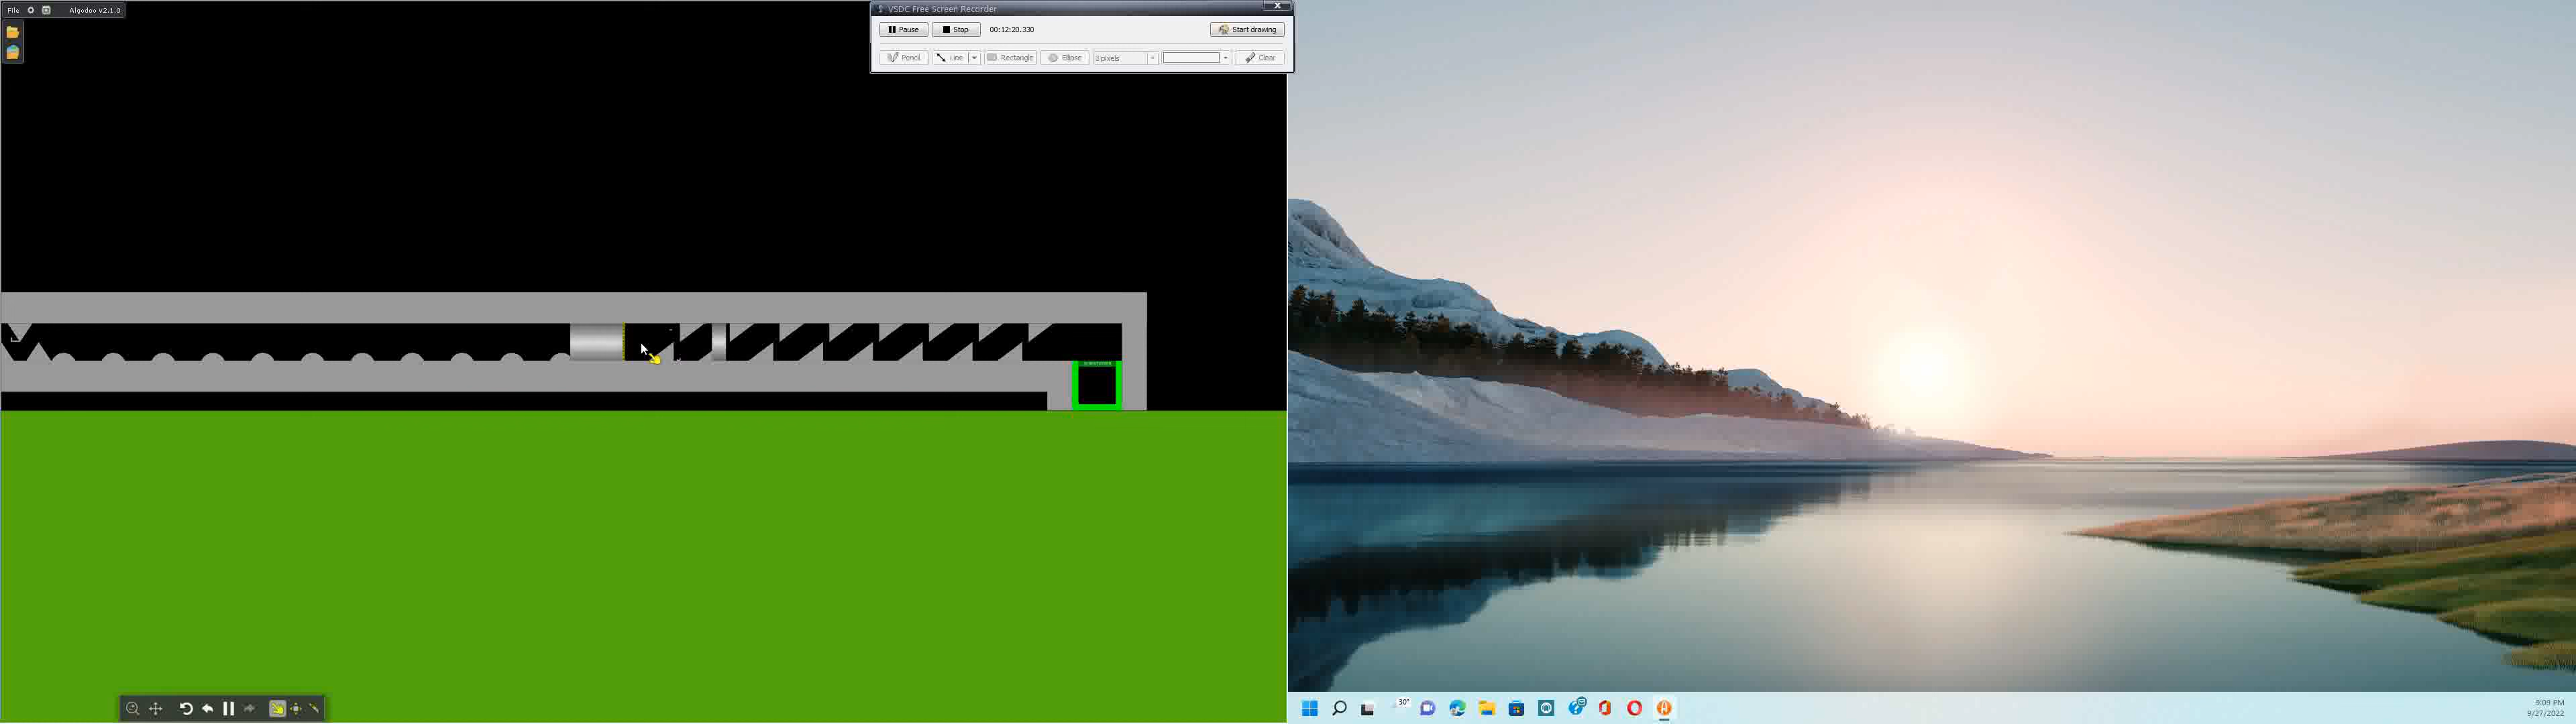 File
Algodoo v2.1.0
VSDC Free Screen Recorder
Pause
Stop
00:12:20.330
Start drawing
Pencil
Line
Rectangle
Ellipse
3 pixels
Clear
30°
9:09 PM
9/27/2022